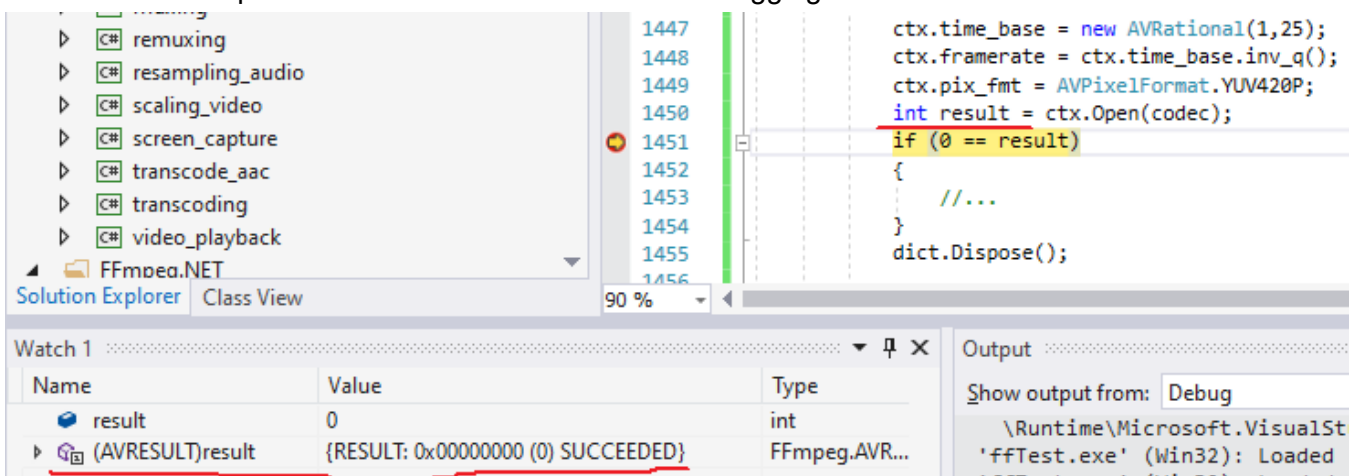 remuxing
resampling_audio
scaling_video
screen_capture
transcode_aac
transcoding
video_playback
FFmpeg.NET
Solution Explorer Class View
1447 ctx.time_base = new AVRational(1,25);
1448 ctx.framerate = ctx.time_base.inv_q();
1449 ctx.pix_fmt = AVPixelFormat.YUV420P;
1450 int result = ctx.Open(codec);
1451 if (0 == result)
1452 {
1453 //...
1454 }
1455 dict.Dispose();
1456
90 %
Watch 1
Name Value Type
result 0 int
(AVRESULT)result {RESULT: 0x00000000 (0) SUCCEEDED} FFmpeg.AVR...
Output
Show output from: Debug
\Runtime\Microsoft.VisualSt
'ffTest.exe' (Win32): Loaded